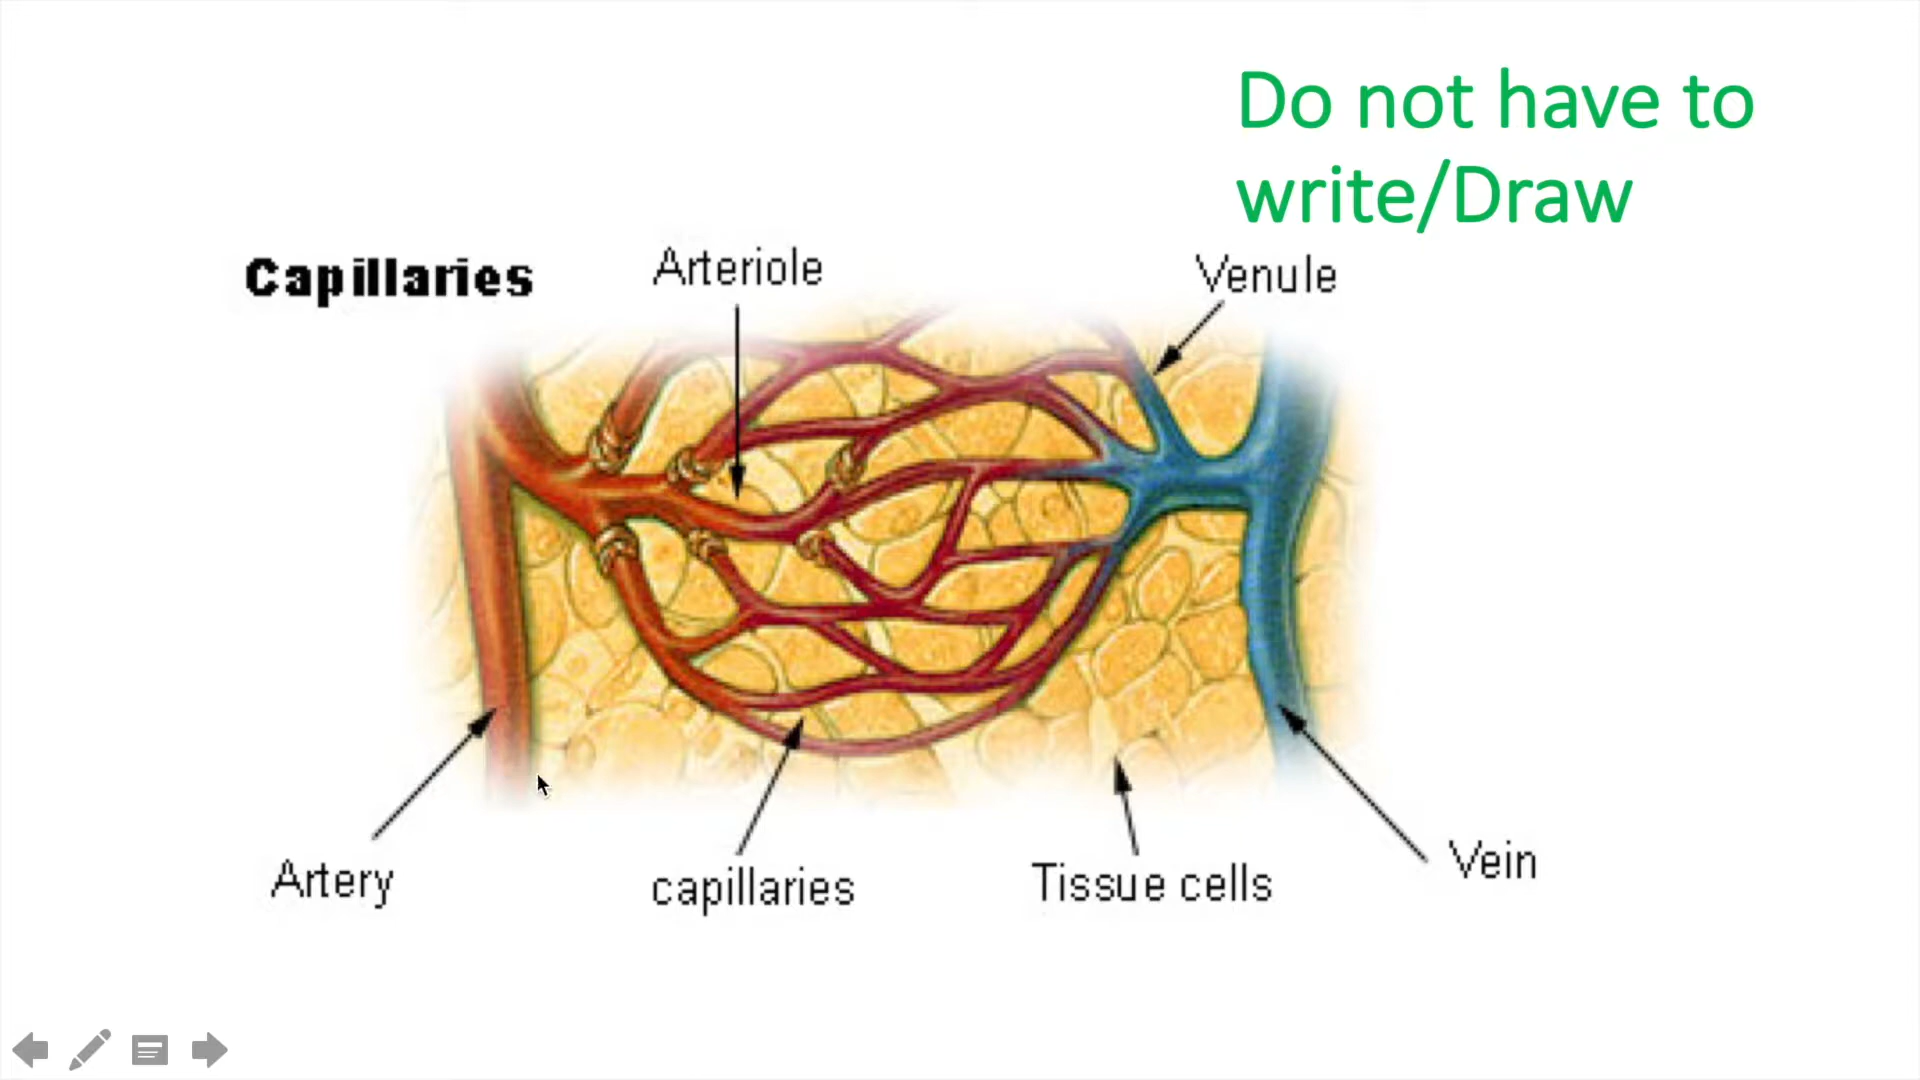 Do not have to
write/Draw
Capillaries
Arteriole
Venule
Artery
capillaries
Tissue cells
Vein